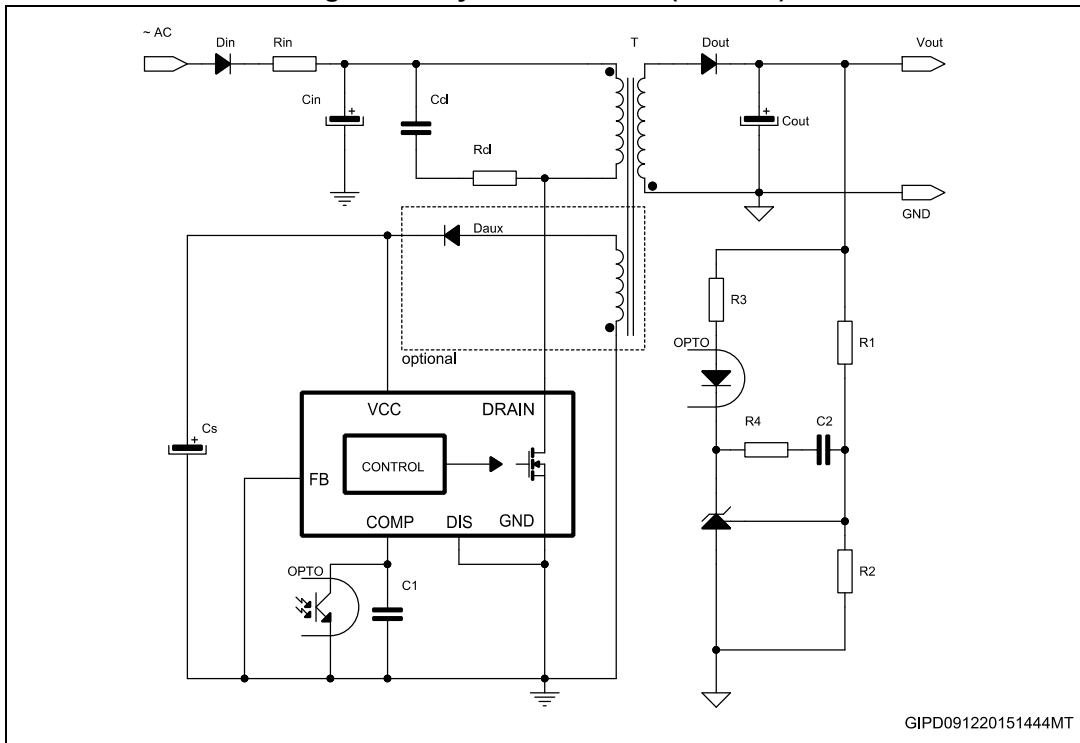 ~ AC
Din
Rin
T
Dout
Vout
Cin
+
Ccl
+
Cout
Rcl
GND
Daux
R3
optional
OPTO
R1
VCC
DRAIN
Cs
+
R4
C2
CONTROL
FB
COMP
DIS
GND
OPTO
C1
R2
GIPD091220151444MT